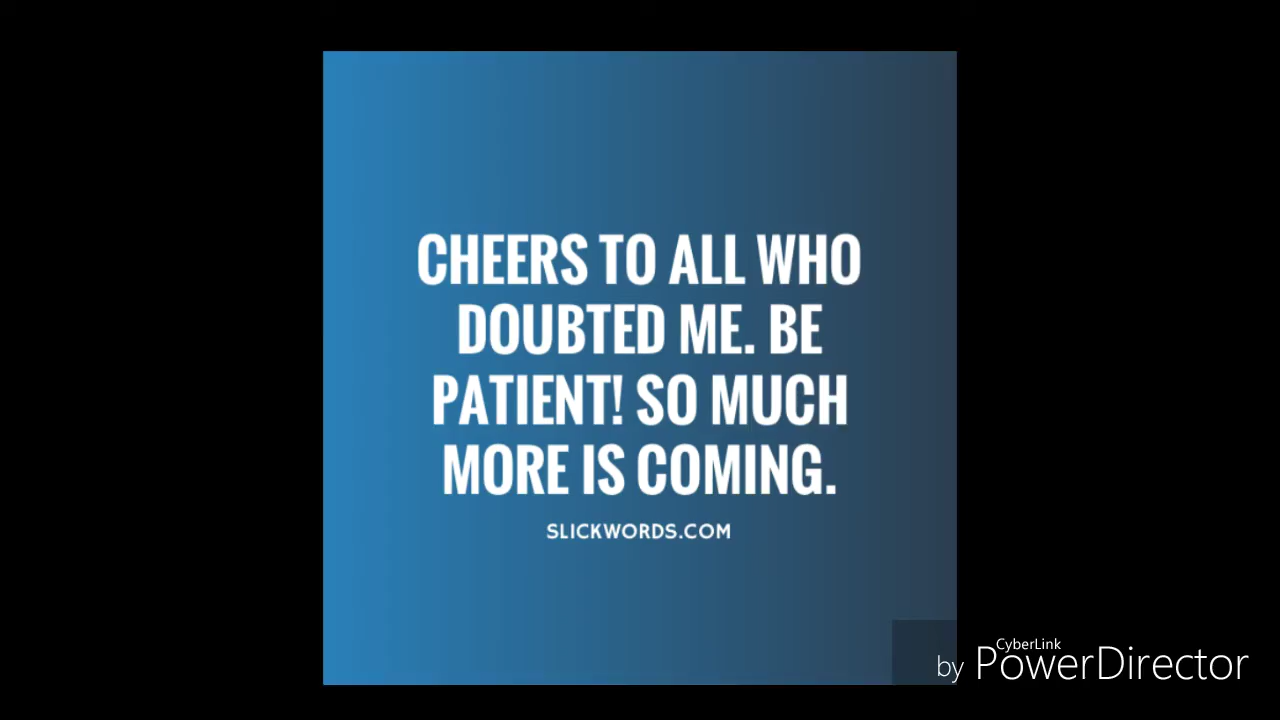 CHEERS TO ALL WHO
DOUBTED ME. BE
PATIENT! SO MUCH
MORE IS COMING.
SLICKWORDS.COM
CyberLink
by PowerDirector